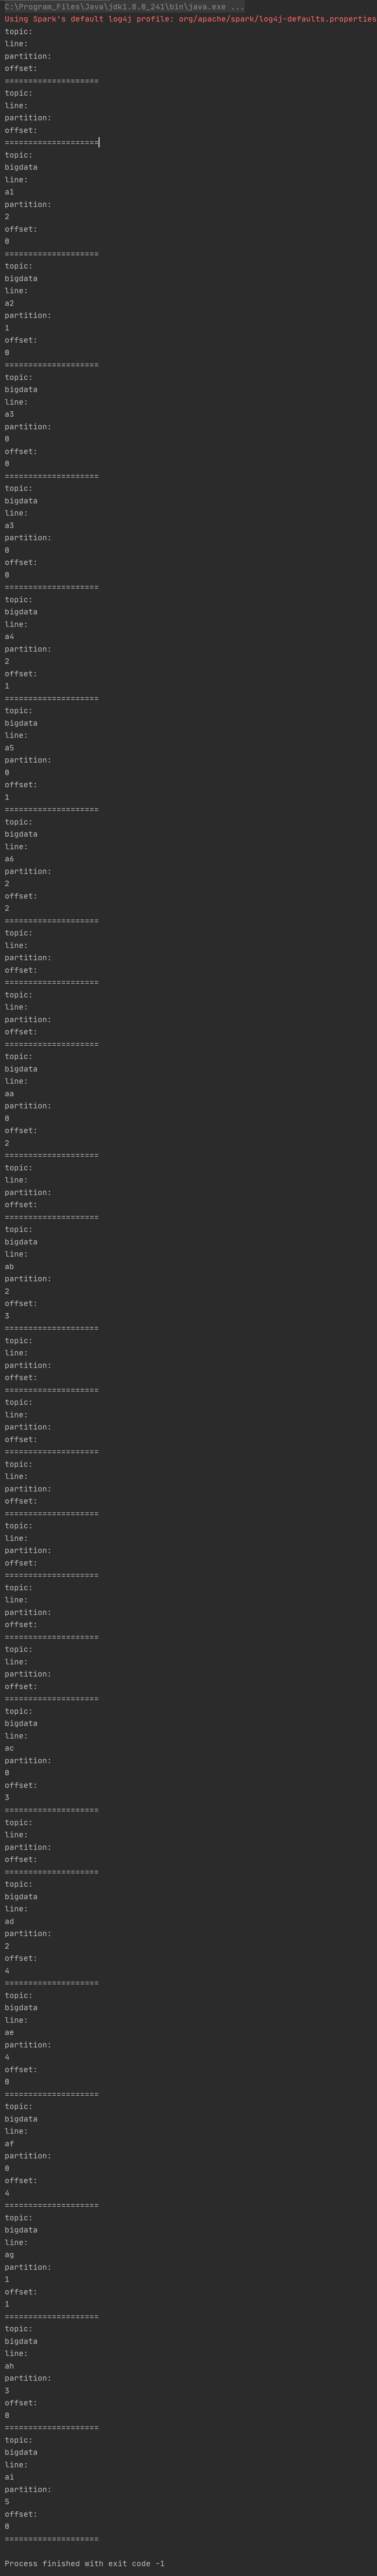 C:\Program_Files\Java\jdk1.8.0_241\bin\java.exe ...
Using Spark's default log4j profile: org/apache/spark/log4j-defaults.properties
topic:
line:
partition:
offset:
====================
topic:
line:
partition:
offset:
====================
topic:
bigdata
line:
a1
partition:
2
offset:
0
====================
topic:
bigdata
line:
a2
partition:
1
offset:
0
====================
topic:
bigdata
line:
a3
partition:
0
offset:
0
====================
topic:
bigdata
line:
a3
partition:
0
offset:
0
====================
topic:
bigdata
line:
a4
partition:
2
offset:
1
====================
topic:
bigdata
line:
a5
partition:
0
offset:
1
====================
topic:
bigdata
line:
a6
partition:
2
offset:
2
====================
topic:
line:
partition:
offset:
====================
topic:
line:
partition:
offset:
====================
topic:
bigdata
line:
aa
partition:
0
offset:
2
====================
topic:
line:
partition:
offset:
====================
topic:
bigdata
line:
ab
partition:
2
offset:
3
====================
topic:
line:
partition:
offset:
====================
topic:
line:
partition:
offset:
====================
topic:
line:
partition:
offset:
====================
topic:
line:
partition:
offset:
====================
topic:
line:
partition:
offset:
====================
topic:
line:
partition:
offset:
====================
topic:
bigdata
line:
ac
partition:
0
offset:
3
====================
topic:
line:
partition:
offset:
====================
topic:
bigdata
line:
ad
partition:
2
offset:
4
====================
topic:
bigdata
line:
ae
partition:
4
offset:
0
====================
topic:
bigdata
line:
af
partition:
0
offset:
4
====================
topic:
bigdata
line:
ag
partition:
1
offset:
1
====================
topic:
bigdata
line:
ah
partition:
3
offset:
0
====================
topic:
bigdata
line:
ai
partition:
5
offset:
0
====================
Process finished with exit code -1